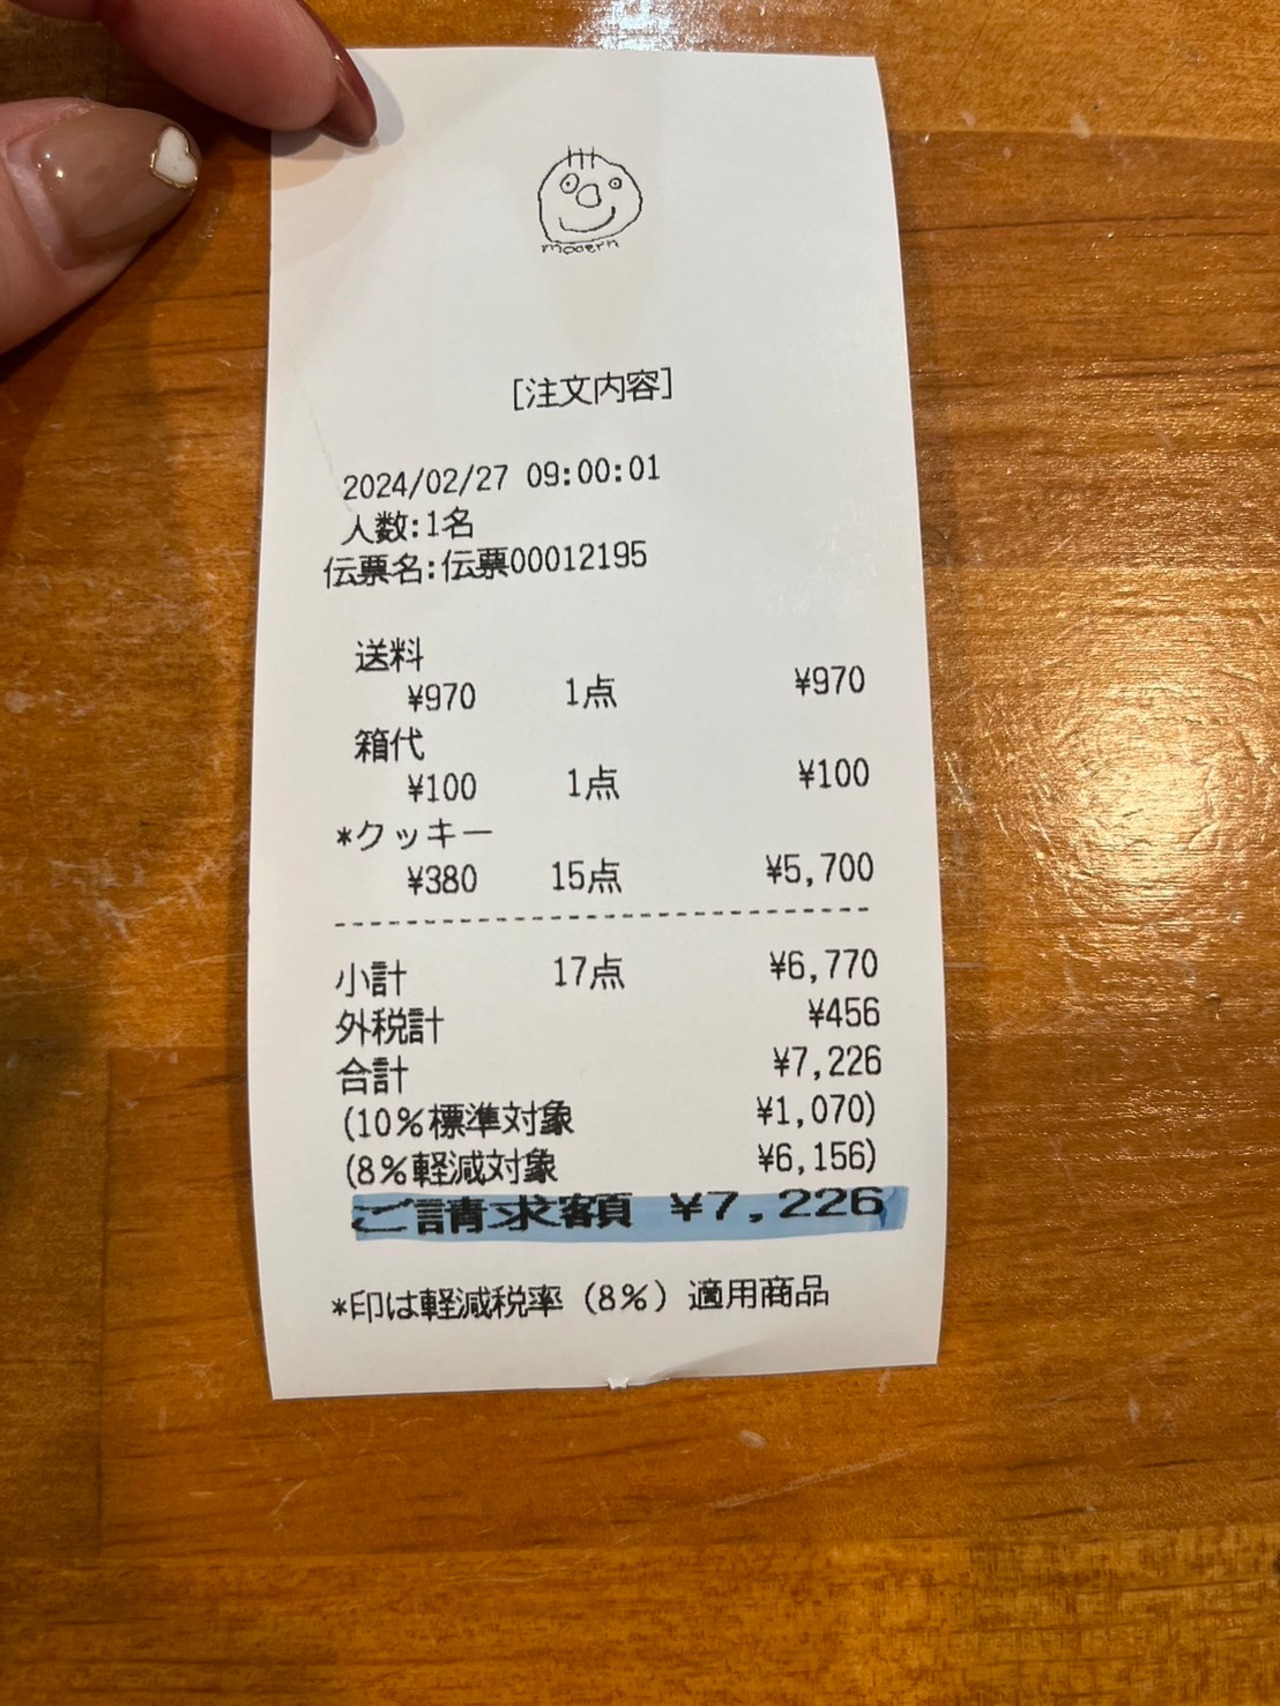 modern
[注文内容]
2024/02/27 09:00:01
人数:1名
伝票名:伝票00012195
送料
¥970 1点 ¥970
箱代
¥100 1点 ¥100
*クッキー
¥380 15点 ¥5,700
小計 17点 ¥6,770
外税計 ¥456
合計 ¥7,226
(10%標準対象 ¥1,070)
(8%軽減対象 ¥6,156)
ご請求額 ¥7,226
*印は軽減税率(8%)適用商品